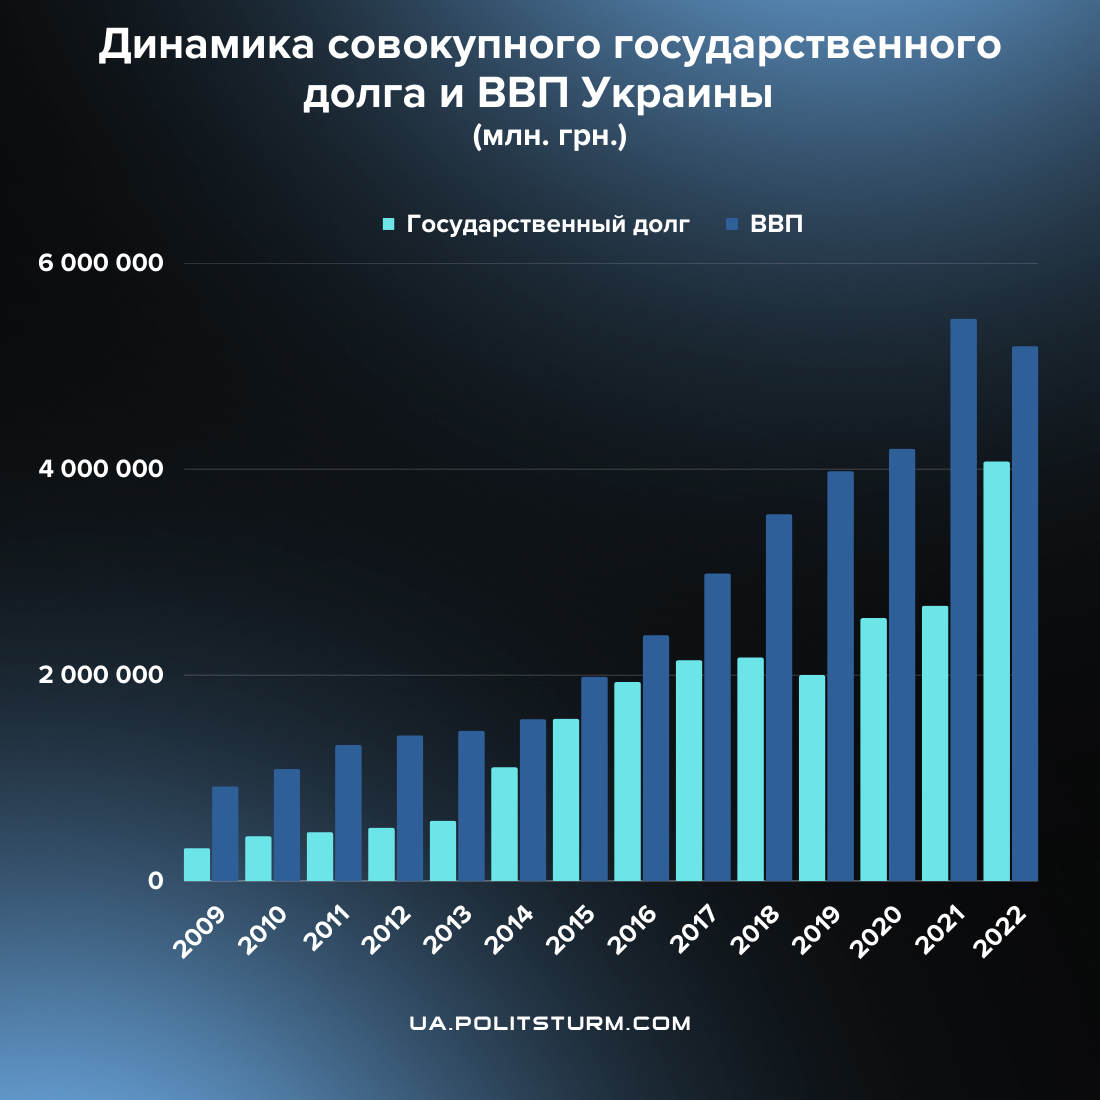 Динамика совокупного государственного
долга и ВВП Украины
(млн. грн.)
Государственный долг ВВП
6 000 000
4 000 000
2 000 000
0
2009 2010 2011 2012 2013 2014 2015 2016 2017 2018 2019 2020 2021 2022
UA.POLITSTURM.COM